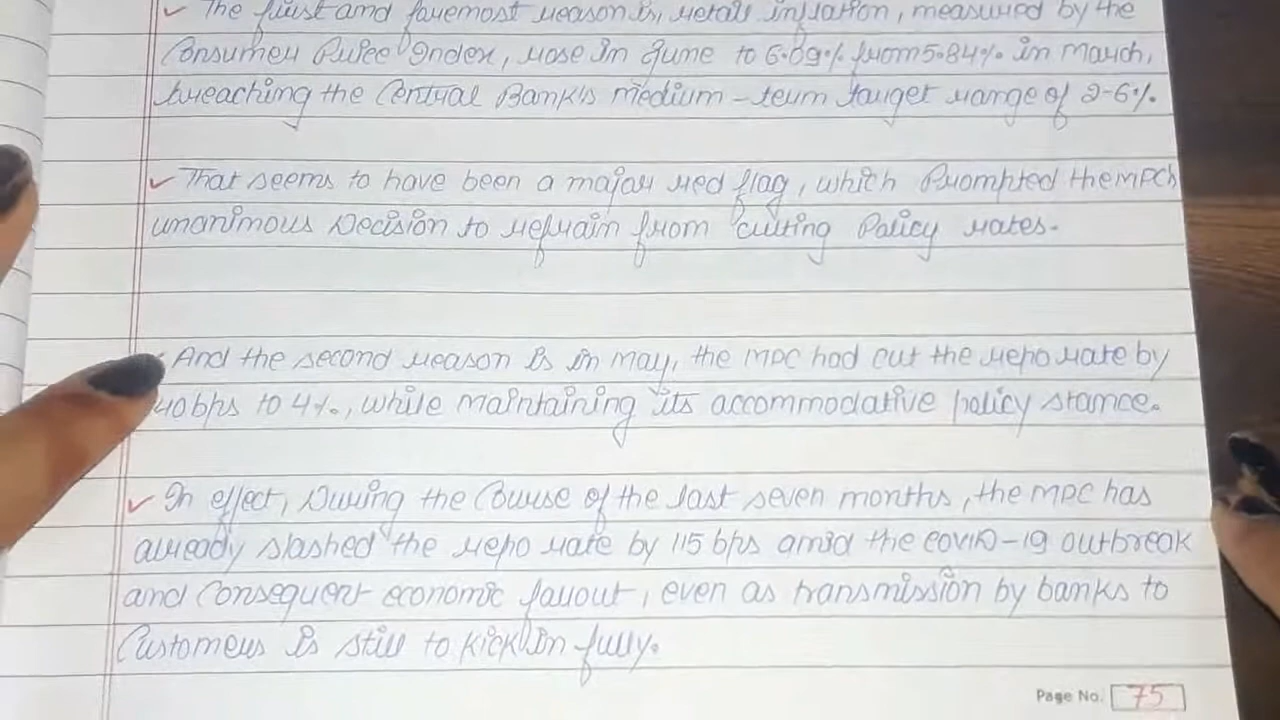 The first and foremost reason is, retail inflation, measured by the
Consumer Price Index, rose in June to 6.09% from 5.84% in March,
breaching the Central Bank's medium-term target range of 2-6%.
That seems to have been a major red flag, which Prompted the MPC's
unanimous Decision to refrain from cutting Policy rates.
And the second reason is in may, the MPC had cut the repo rate by
40 bps to 4%, while maintaining its accommodative policy stance.
In effect, During the Course of the last seven months, the MPC has
already slashed the repo rate by 115 bps amid the COVID-19 outbreak
and Consequent economic fallout, even as transmission by banks to
Customers is still to kick in fully.
Page No. 75